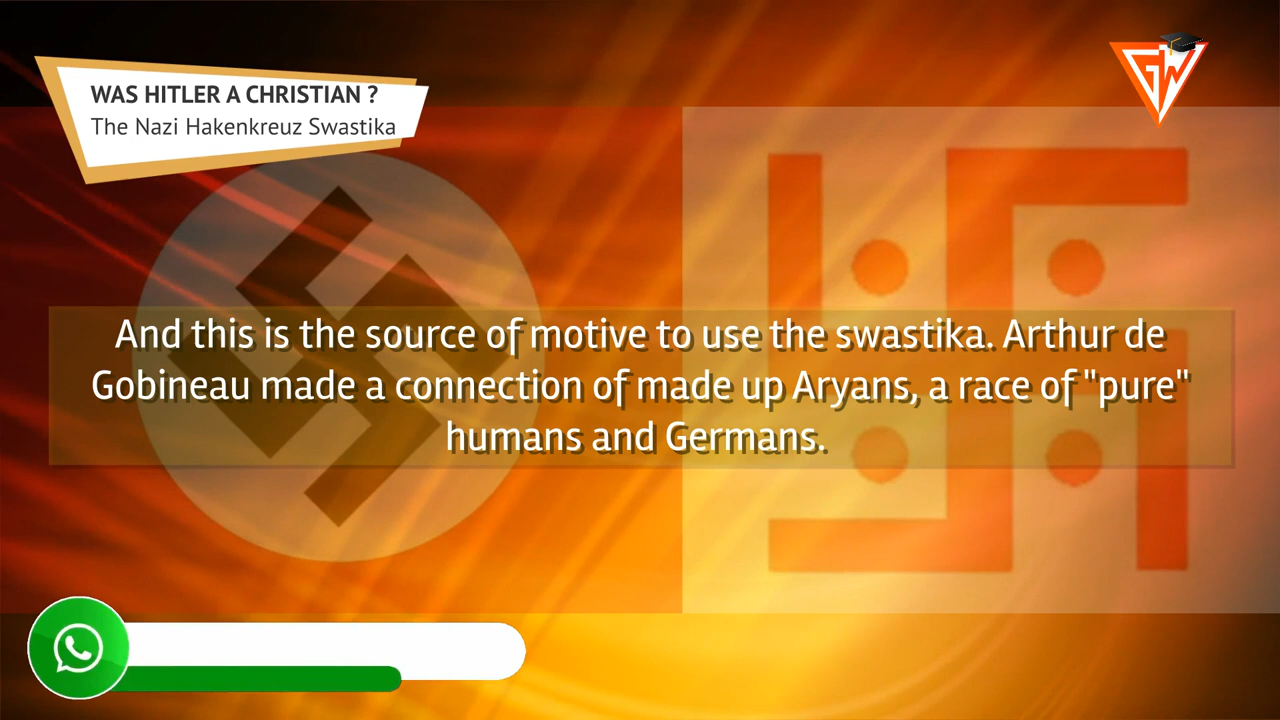 WAS HITLER A CHRISTIAN ?
The Nazi Hakenkreuz Swastika
GW
And this is the source of motive to use the swastika. Arthur de
Gobineau made a connection of made up Aryans, a race of "pure"
humans and Germans.